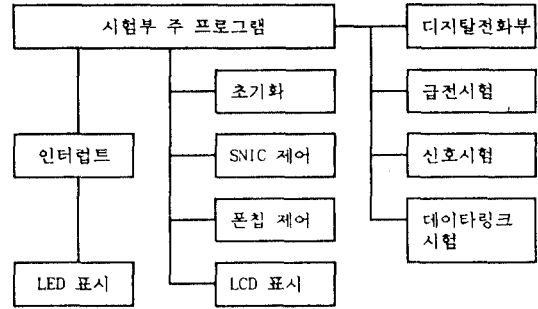 시험부 주 프로그램
디지탈전화부
초기화
급전시험
인터럽트
SNIC 제어
신호시험
폰칩 제어
데이타링크
시험
LED 표시
LCD 표시